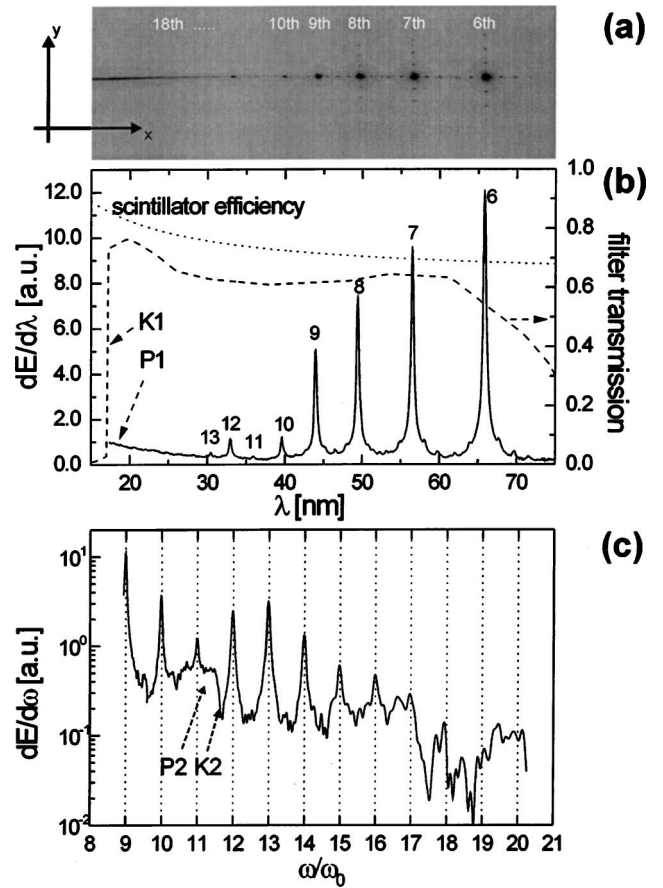 (a)
y
18th ..... 10th 9th 8th 7th 6th
x
(b)
12.0
10.0
8.0
6.0
4.0
2.0
0.0
dE/dλ [a.u.]
scintillator efficiency
K1
P1
13
12
11
10
9
8
7
6
1.0
0.8
0.6
0.4
0.2
0.0
filter transmission
20 30 40 50 60 70
λ [nm]
(c)
10^1
10^0
10^-1
10^-2
dE/dω [a.u.]
P2 K2
8 9 10 11 12 13 14 15 16 17 18 19 20 21
ω/ω₀